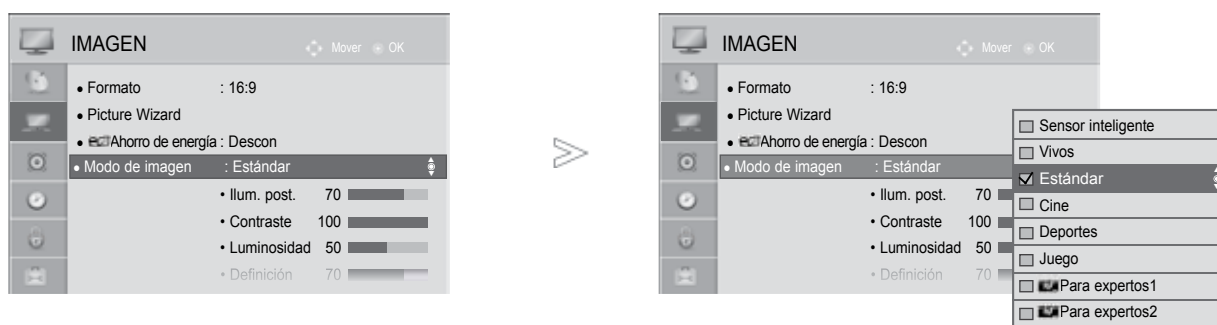 IMAGEN
Mover OK
• Formato : 16:9
• Picture Wizard
• Ahorro de energía : Descon
• Modo de imagen : Estándar
• Ilum. post. 70
• Contraste 100
• Luminosidad 50
• Definición 70
IMAGEN
Mover OK
• Formato : 16:9
• Picture Wizard
• Ahorro de energía : Descon
• Modo de imagen : Estándar
• Ilum. post. 70
• Contraste 100
• Luminosidad 50
• Definición 70
Sensor inteligente
Vivos
Estándar
Cine
Deportes
Juego
Para expertos1
Para expertos2